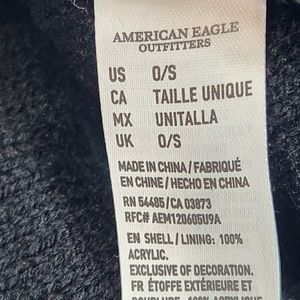 AMERICAN EAGLE
OUTFITTERS
US O/S
CA TAILLE UNIQUE
MX UNITALLA
UK O/S
MADE IN CHINA / FABRIQUÉ
EN CHINE / HECHO EN CHINA
RN 54485 / CA 03873
RFC# AEM120605U9A
EN SHELL / LINING: 100%
ACRYLIC.
EXCLUSIVE OF DECORATION.
FR ÉTOFFE EXTÉRIEURE ET